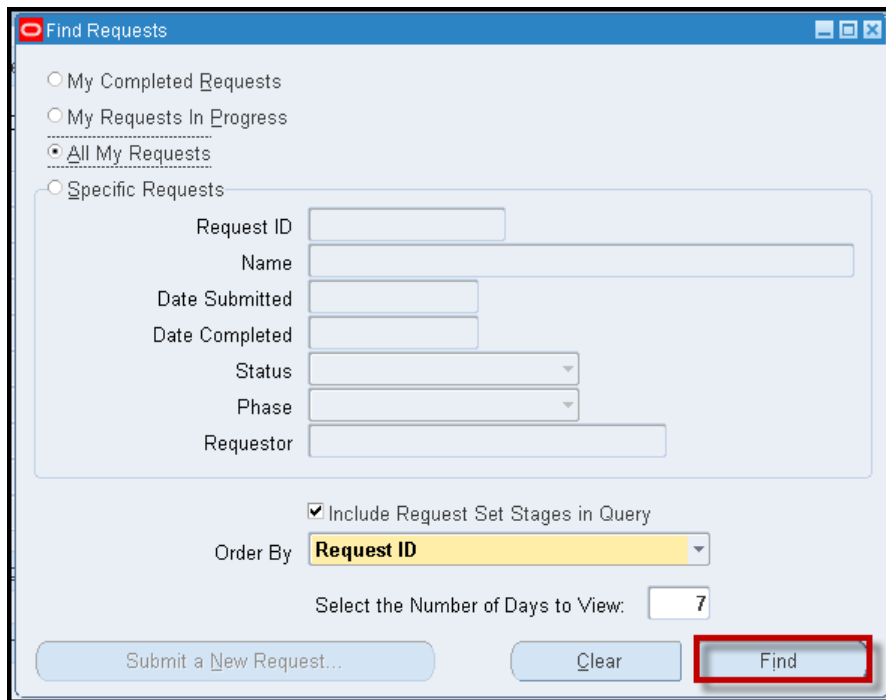 Find Requests
My Completed Requests
My Requests In Progress
All My Requests
Specific Requests
Request ID
Name
Date Submitted
Date Completed
Status
Phase
Requestor
Include Request Set Stages in Query
Order By Request ID
Select the Number of Days to View: 7
Submit a New Request... Clear Find